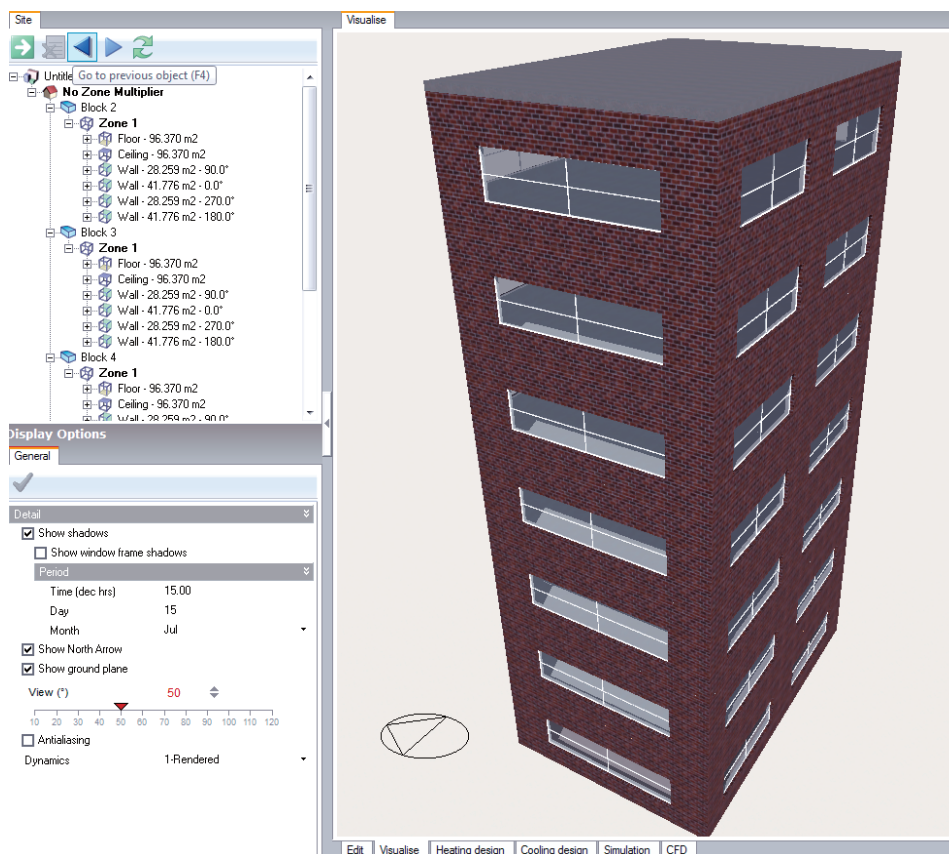 Site
Visualise
Untitle
Go to previous object (F4)
No Zone Multiplier
Block 2
Zone 1
Floor - 96.370 m2
Ceiling - 96.370 m2
Wall - 28.259 m2 - 90.0°
Wall - 41.776 m2 - 0.0°
Wall - 28.259 m2 - 270.0°
Wall - 41.776 m2 - 180.0°
Block 3
Zone 1
Floor - 96.370 m2
Ceiling - 96.370 m2
Wall - 28.259 m2 - 90.0°
Wall - 41.776 m2 - 0.0°
Wall - 28.259 m2 - 270.0°
Wall - 41.776 m2 - 180.0°
Block 4
Zone 1
Floor - 96.370 m2
Ceiling - 96.370 m2
Wall - 28.259 m2 - 90.0°
Display Options
General
Detail
Show shadows
Show window frame shadows
Period
Time (dec hrs) 15.00
Day 15
Month Jul
Show North Arrow
Show ground plane
View (°) 50
10 20 30 40 50 60 70 80 90 100 110 120
Antialiasing
Dynamics 1-Rendered
Edit Visualise Heating design Cooling design Simulation CFD